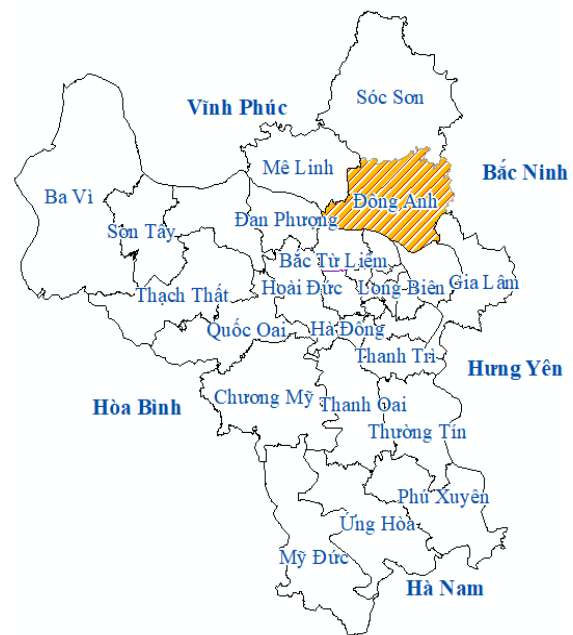 Sóc Sơn
Vĩnh Phúc
Mê Linh
Bắc Ninh
Ba Vì
Đông Anh
Đan Phượng
Sơn Tây
Bắc Từ Liêm
Gia Lâm
Long Biên
Hoài Đức
Thạch Thất
Quốc Oai
Hà Đông
Thanh Trì
Hưng Yên
Chương Mỹ
Thanh Oai
Hòa Bình
Thường Tín
Phú Xuyên
Ứng Hòa
Mỹ Đức
Hà Nam